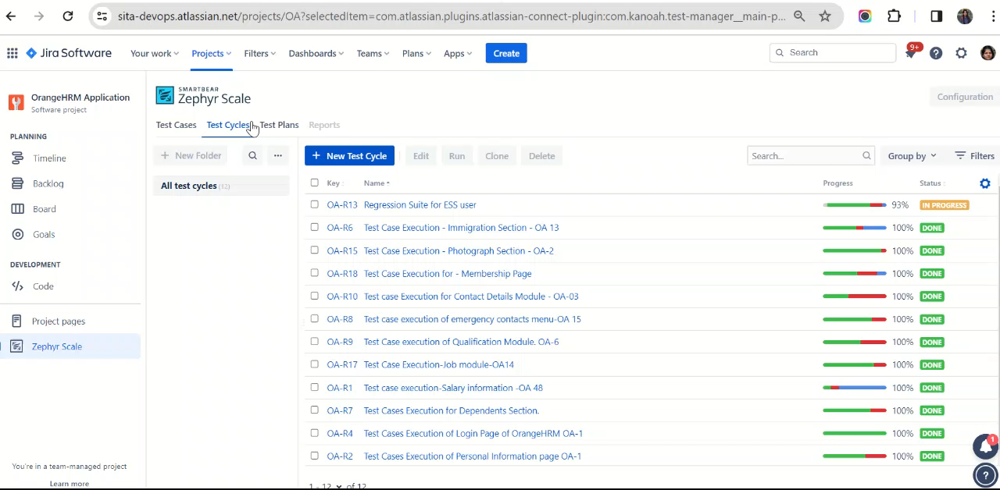 sita-devops.atlassian.net/projects/OA?selectedItem=com.atlassian.plugins.atlassian-connect-plugin:com.kanoah.test-manager__main-p...
Jira Software Your work Projects Filters Dashboards Teams Plans Apps Create Search 9+
OrangeHRM Application
Software project
PLANNING
Timeline
Backlog
Board
Goals
DEVELOPMENT
Code
Project pages
Zephyr Scale
You're in a team-managed project
Learn more
SMARTBEAR
Zephyr Scale
Configuration
Test Cases Test Cycles Test Plans Reports
+ New Folder ...
All test cycles (12)
+ New Test Cycle Edit Run Clone Delete Search... Group by Filters
Key Name Progress Status
OA-R13 Regression Suite for ESS user 93% IN PROGRESS
OA-R6 Test Case Execution - Immigration Section - OA 13 100% DONE
OA-R15 Test Case Execution - Photograph Section - OA-2 100% DONE
OA-R18 Test Case Execution for - Membership Page 100% DONE
OA-R10 Test case Execution for Contact Details Module - OA-03 100% DONE
OA-R8 Test case execution of emergency contacts menu-OA 15 100% DONE
OA-R9 Test Case execution of Qualification Module. OA-6 100% DONE
OA-R17 Test Case Execution-Job module-OA14 100% DONE
OA-R1 Test case execution-Salary information -OA 48 100% DONE
OA-R7 Test Cases Execution for Dependents Section. 100% DONE
OA-R4 Test Cases Execution of Login Page of OrangeHRM OA-1 100% DONE
OA-R2 Test Cases Execution of Personal Information page OA-1 100% DONE
1 - 12 of 12
1
?